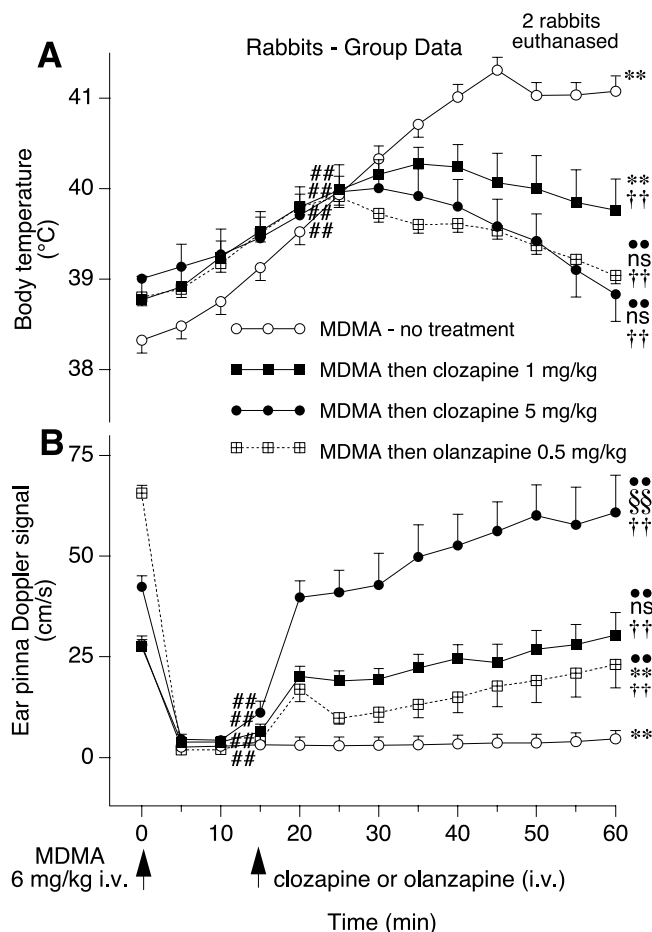 A
Rabbits - Group Data
2 rabbits
euthanased
Body temperature
(°C)
41
40
39
38
##
##
##
##
**
**
††
●●
ns
††
●●
ns
††
MDMA - no treatment
MDMA then clozapine 1 mg/kg
MDMA then clozapine 5 mg/kg
MDMA then olanzapine 0.5 mg/kg
B
Ear pinna Doppler signal
(cm/s)
75
50
25
0
##
##
##
##
●●
§§
††
●●
ns
††
●●
**
††
**
0 10 20 30 40 50 60
MDMA
6 mg/kg i.v.
clozapine or olanzapine (i.v.)
Time (min)